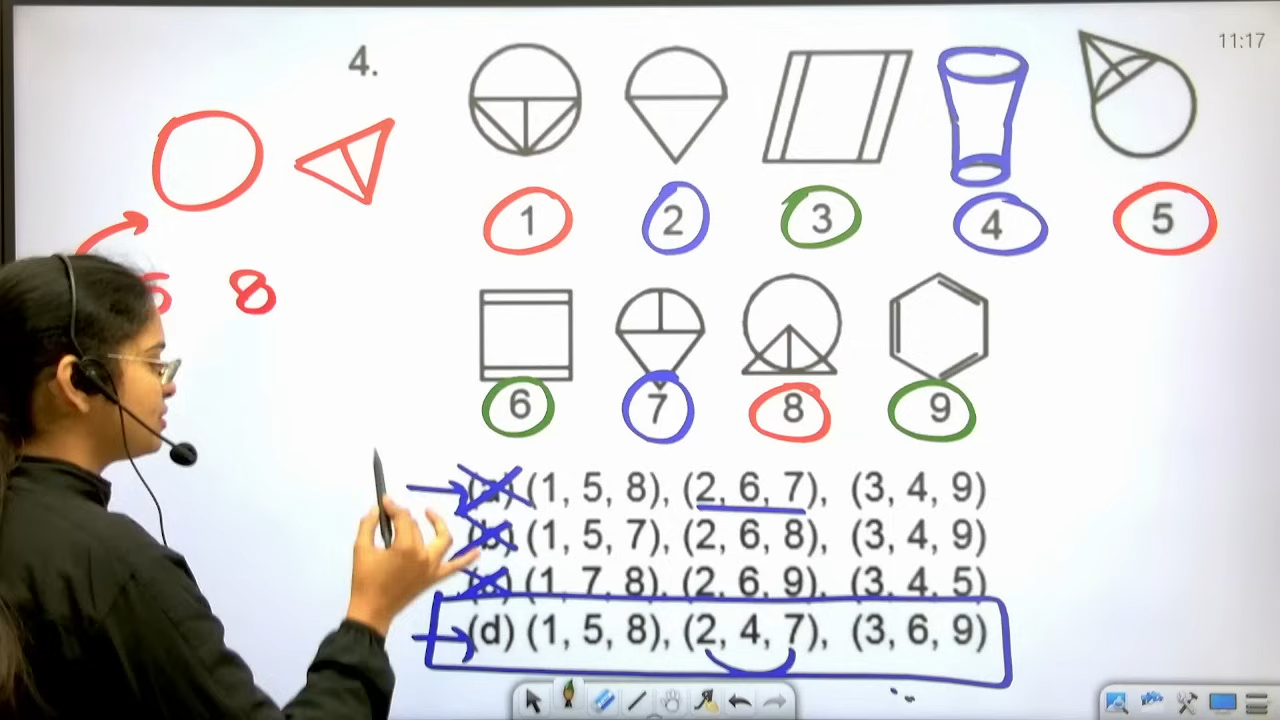 11:17
4.
1 2 3 4 5
8
6 7 8 9
(1, 5, 8), (2, 6, 7), (3, 4, 9)
(b) (1, 5, 7), (2, 6, 8), (3, 4, 9)
(1, 7, 8), (2, 6, 9), (3, 4, 5)
(d) (1, 5, 8), (2, 4, 7), (3, 6, 9)